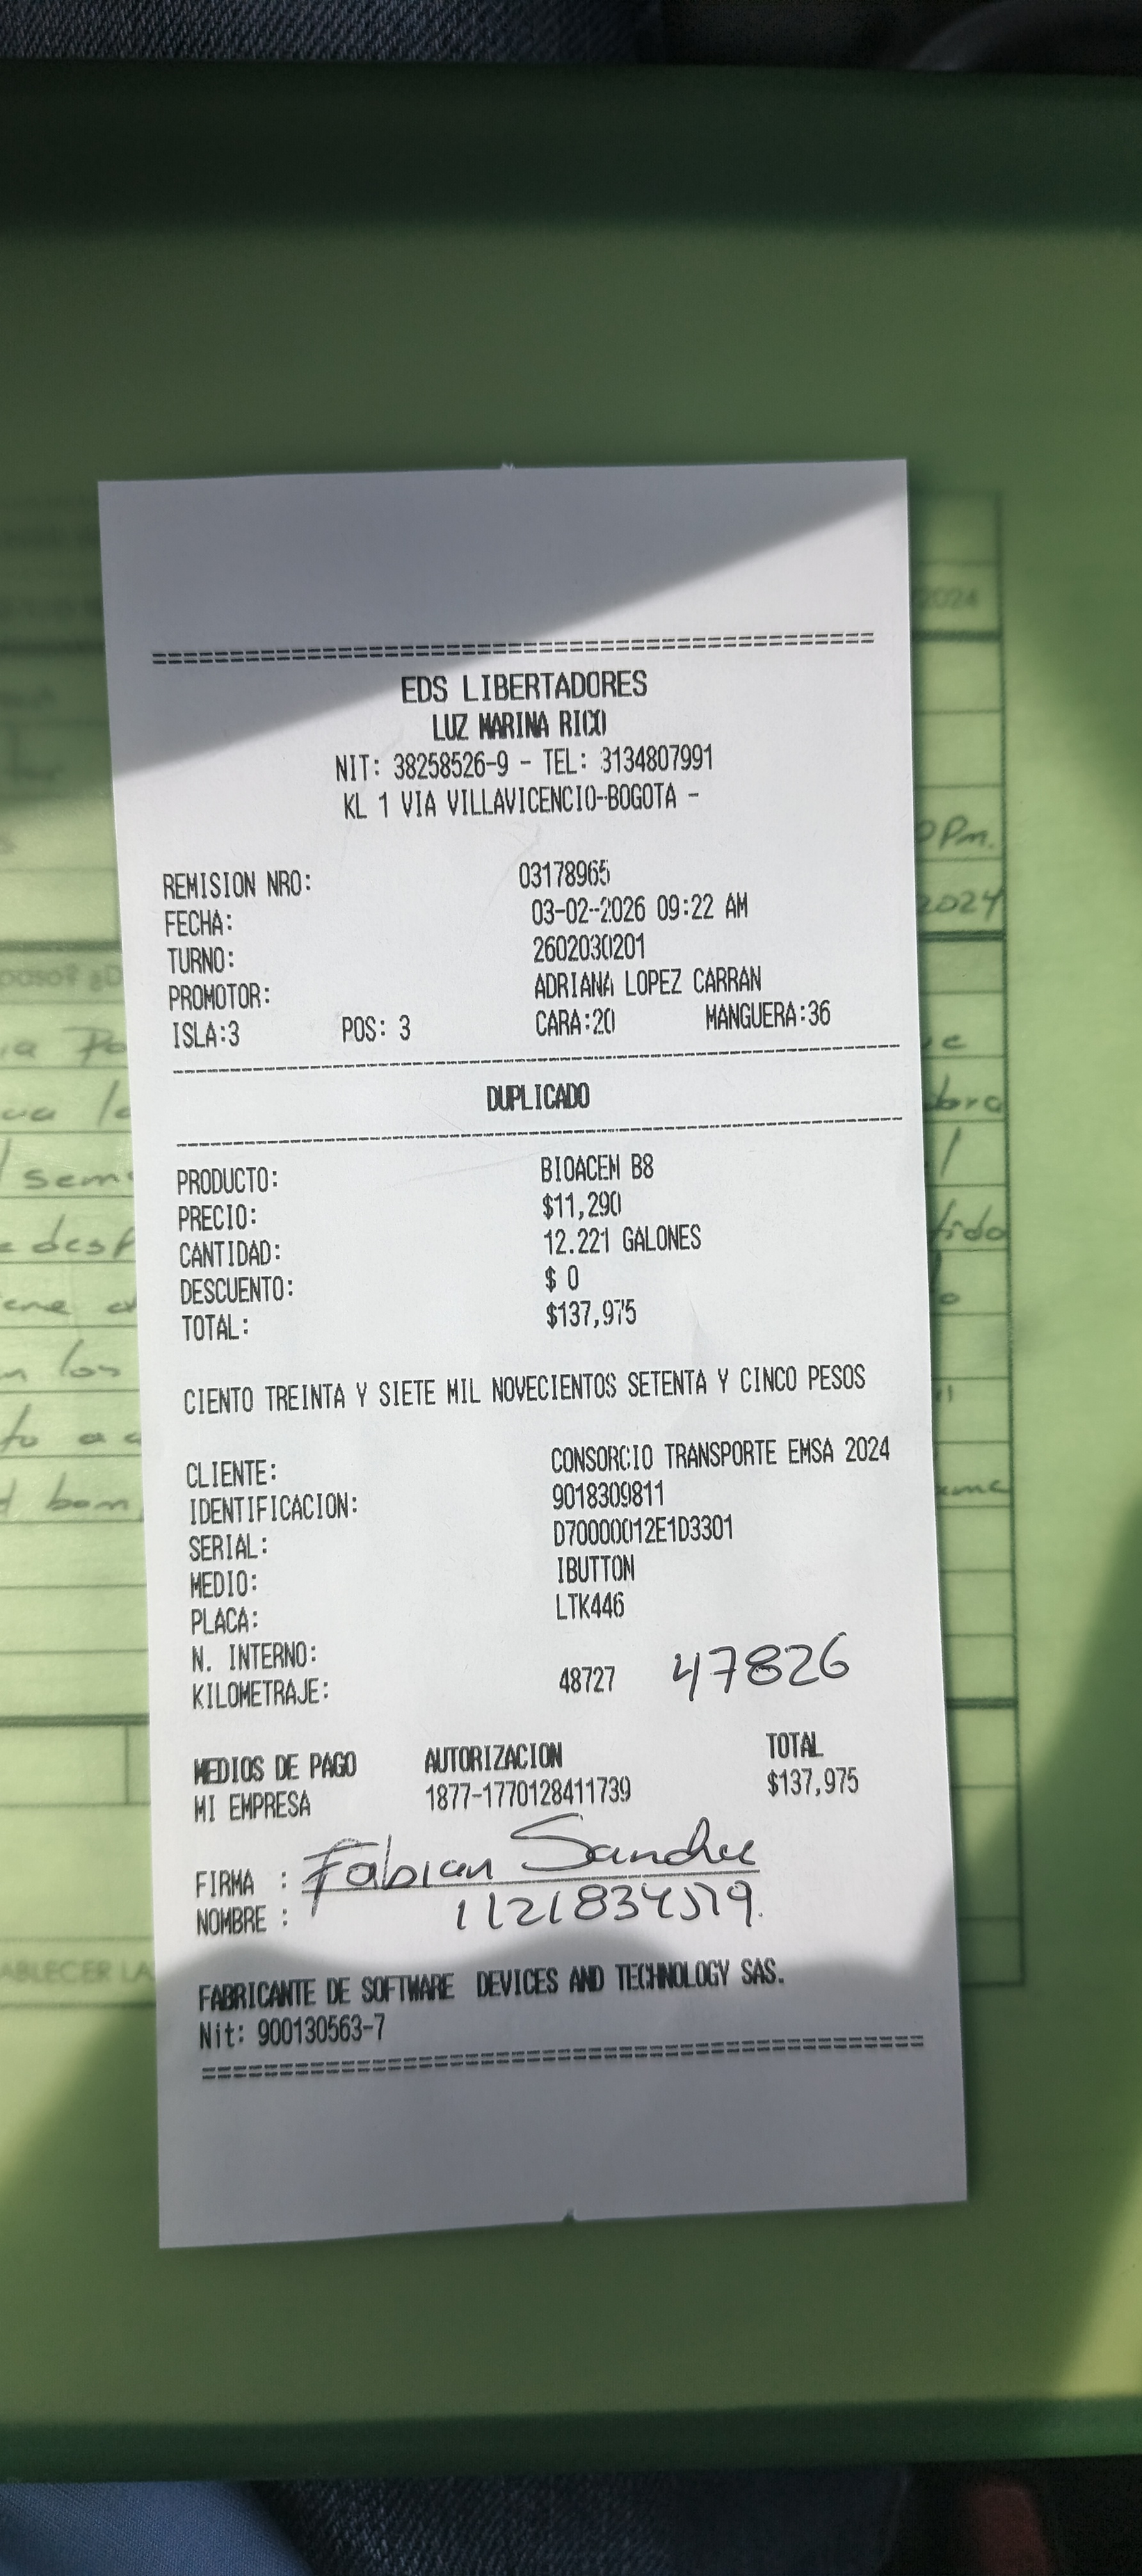 ============================================
EDS LIBERTADORES
LUZ MARINA RICO
NIT: 38258526-9 - TEL: 3134807991
KL 1 VIA VILLAVICENCIO-BOGOTA -
REMISION NRO: 03178965
FECHA: 03-02-2026 09:22 AM
TURNO: 2602030201
PROMOTOR: ADRIANA LOPEZ CARRAN
ISLA:3 POS: 3 CARA:20 MANGUERA:36
DUPLICADO
PRODUCTO: BIOACEM B8
PRECIO: $11,290
CANTIDAD: 12.221 GALONES
DESCUENTO: $ 0
TOTAL: $137,975
CIENTO TREINTA Y SIETE MIL NOVECIENTOS SETENTA Y CINCO PESOS
CLIENTE: CONSORCIO TRANSPORTE EMSA 2024
IDENTIFICACION: 9018309811
SERIAL: D70000012E1D3301
MEDIO: IBUTTON
PLACA: LTK446
N. INTERNO:
KILOMETRAJE: 48727 47826
MEDIOS DE PAGO AUTORIZACION TOTAL
MI EMPRESA 1877-1770128411739 $137,975
FIRMA : Fabian Sanchez
NOMBRE : 1121834519.
FABRICANTE DE SOFTWARE DEVICES AND TECHNOLOGY SAS.
Nit: 900130563-7
============================================